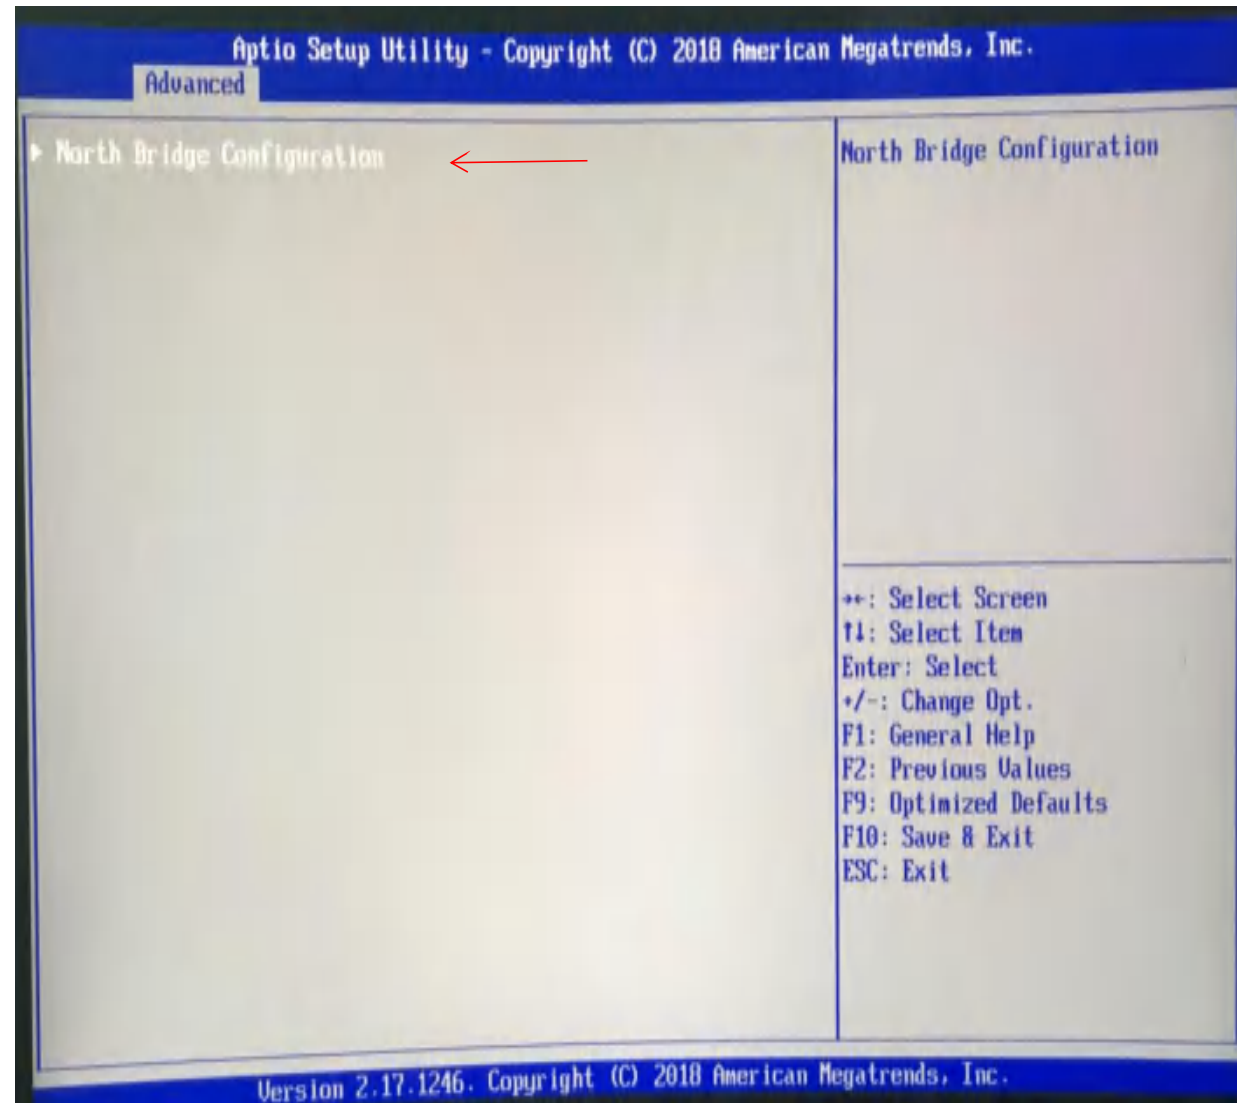 Aptio Setup Utility - Copyright (C) 2018 American Megatrends, Inc.
Advanced
North Bridge Configuration
North Bridge Configuration
→←: Select Screen
↑↓: Select Item
Enter: Select
+/-: Change Opt.
F1: General Help
F2: Previous Values
F9: Optimized Defaults
F10: Save & Exit
ESC: Exit
Version 2.17.1246. Copyright (C) 2018 American Megatrends, Inc.